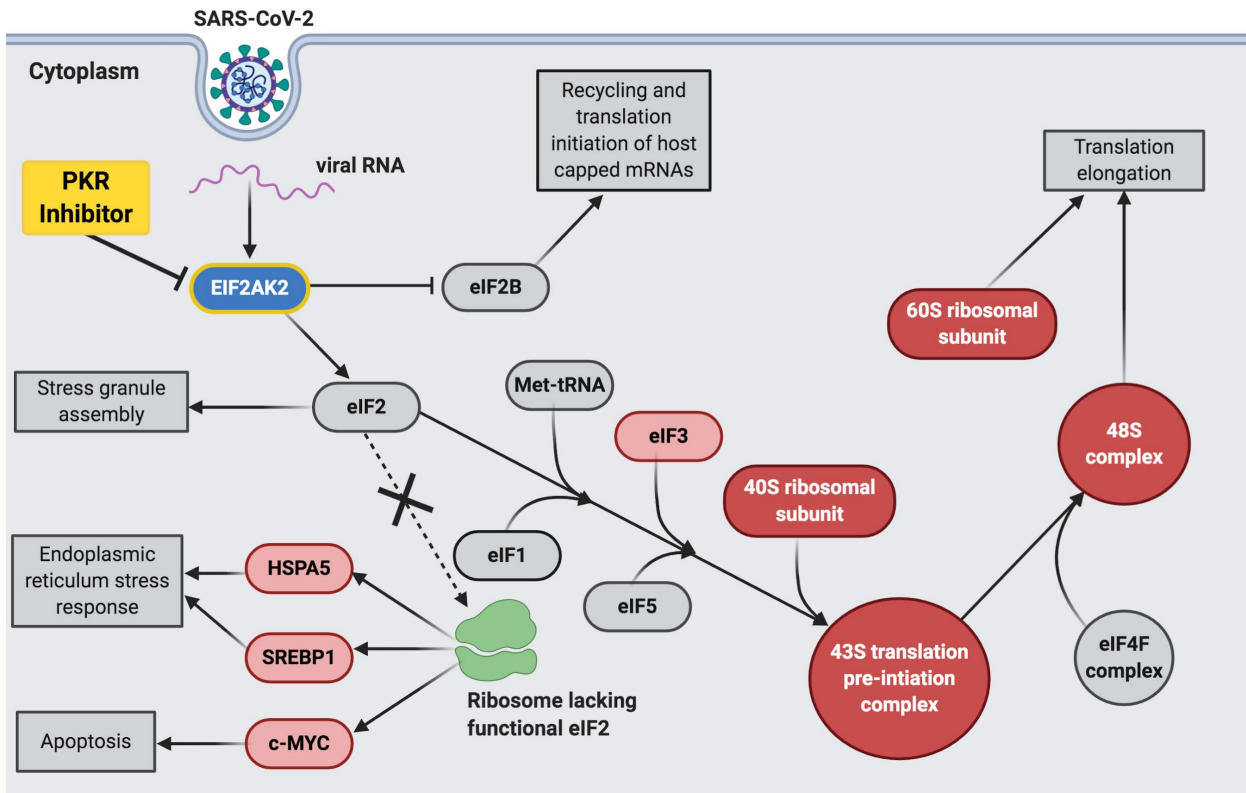 SARS-CoV-2
Cytoplasm
viral RNA
PKR
Inhibitor
EIF2AK2
eIF2B
Recycling and
translation
initiation of host
capped mRNAs
Translation
elongation
60S ribosomal
subunit
Stress granule
assembly
eIF2
Met-tRNA
eIF3
40S ribosomal
subunit
48S
complex
eIF1
eIF5
Endoplasmic
reticulum stress
response
HSPA5
SREBP1
Ribosome lacking
functional eIF2
43S translation
pre-intiation
complex
eIF4F
complex
Apoptosis
c-MYC